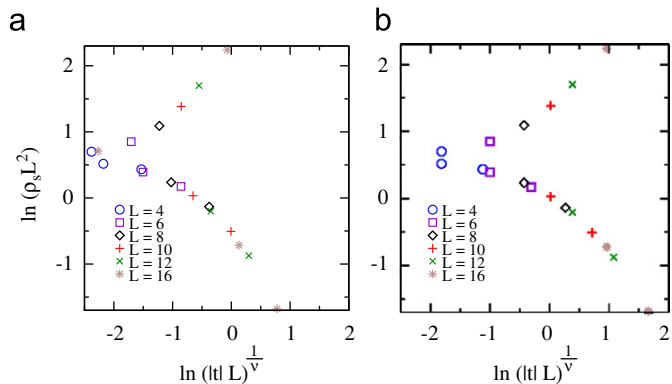 a
b
2
1
0
-1
ln (ρsL²)
L = 4
L = 6
L = 8
L = 10
L = 12
L = 16
-2 -1 0 1 2
ln (|t| L)^{1/ν}
2
1
0
-1
L = 4
L = 6
L = 8
L = 10
L = 12
L = 16
-2 -1 0 1 2
ln (|t| L)^{1/ν}